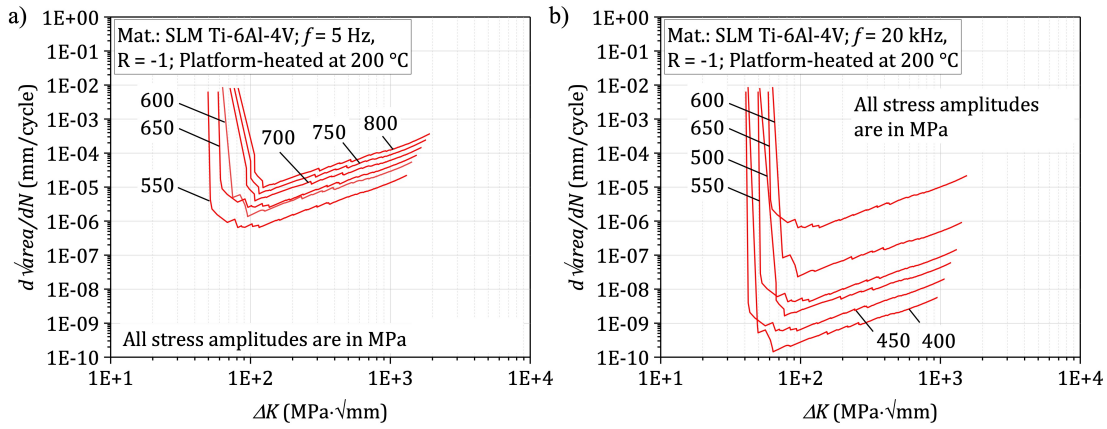 a)
1E+00
1E-01
1E-02
1E-03
1E-04
1E-05
1E-06
1E-07
1E-08
1E-09
1E-10
d √area/dN (mm/cycle)
Mat.: SLM Ti-6Al-4V; f = 5 Hz,
R = -1; Platform-heated at 200 °C
600
650
550
700
750
800
All stress amplitudes are in MPa
1E+1
1E+2
1E+3
1E+4
ΔK (MPa·√mm)
b)
1E+00
1E-01
1E-02
1E-03
1E-04
1E-05
1E-06
1E-07
1E-08
1E-09
1E-10
d √area/dN (mm/cycle)
Mat.: SLM Ti-6Al-4V; f = 20 kHz,
R = -1; Platform-heated at 200 °C
All stress amplitudes
are in MPa
600
650
500
550
450
400
1E+1
1E+2
1E+3
1E+4
ΔK (MPa·√mm)